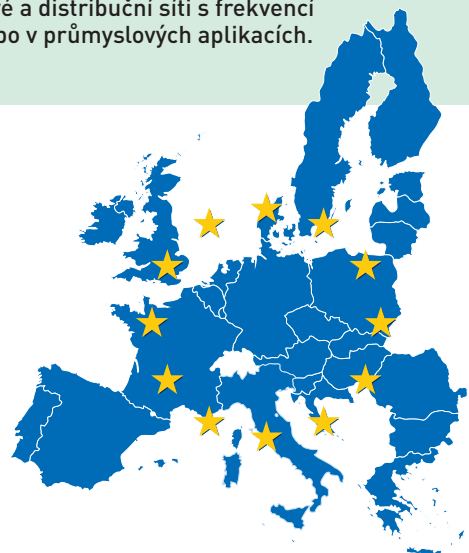 é a distribuční síti s frekvencí
bo v průmyslových aplikacích.